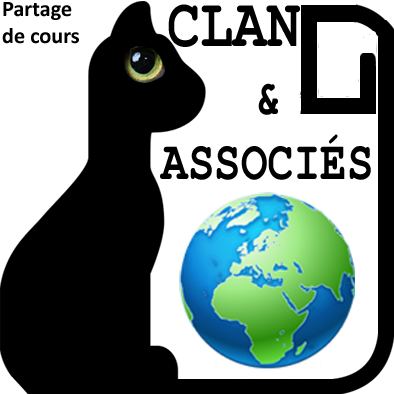 Partage
de cours
CLAN
&
ASSOCIÉS